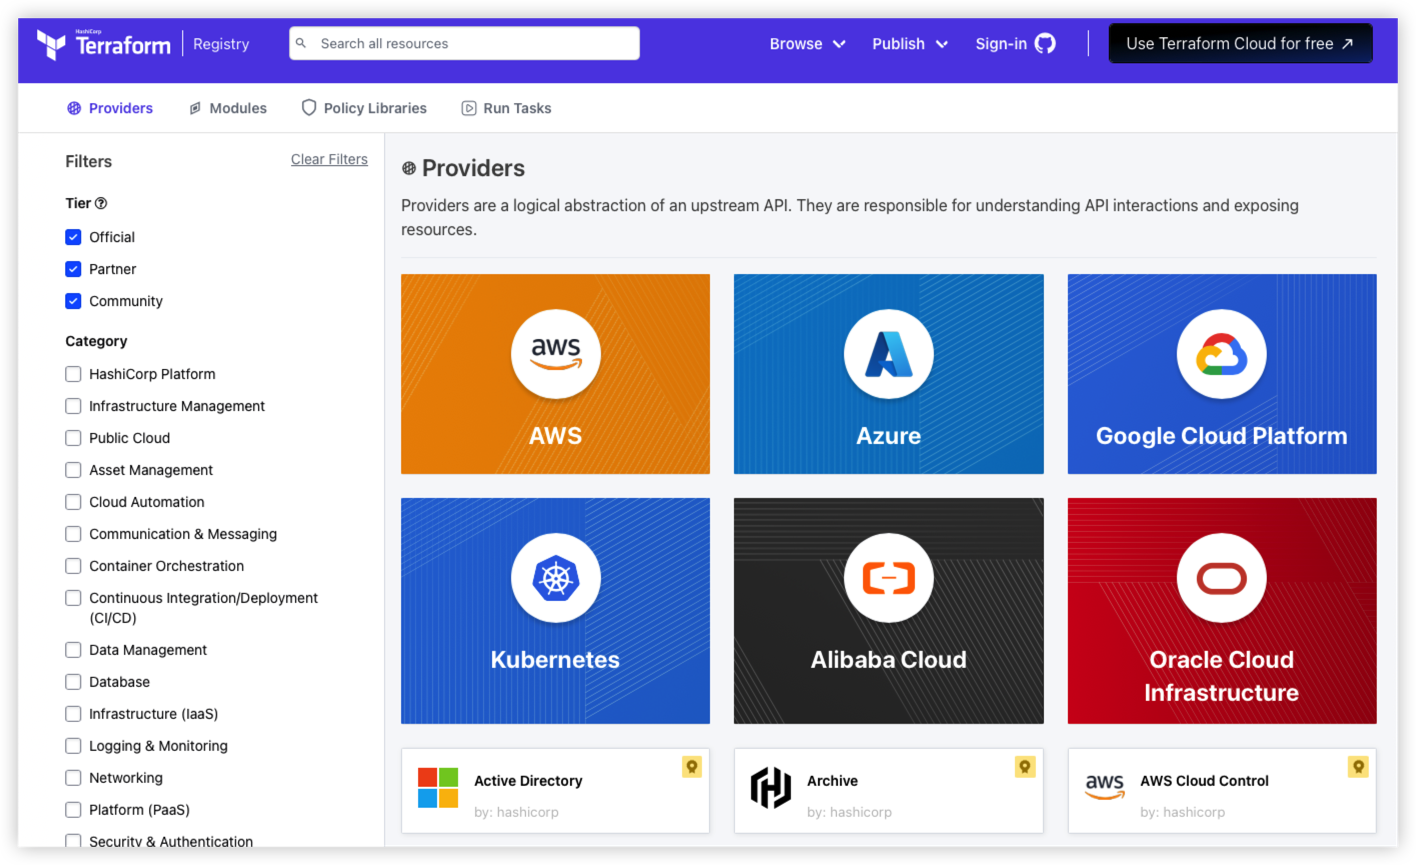 HashiCorp
Terraform
Registry
Search all resources
Browse
Publish
Sign-in
Use Terraform Cloud for free ↗
Providers
Modules
Policy Libraries
Run Tasks
Filters
Clear Filters
Tier
Official
Partner
Community
Category
HashiCorp Platform
Infrastructure Management
Public Cloud
Asset Management
Cloud Automation
Communication & Messaging
Container Orchestration
Continuous Integration/Deployment
(CI/CD)
Data Management
Database
Infrastructure (IaaS)
Logging & Monitoring
Networking
Platform (PaaS)
Security & Authentication
Providers
Providers are a logical abstraction of an upstream API. They are responsible for understanding API interactions and exposing
resources.
aws
AWS
Azure
Google Cloud Platform
Kubernetes
Alibaba Cloud
Oracle Cloud
Infrastructure
Active Directory
by: hashicorp
Archive
by: hashicorp
aws
AWS Cloud Control
by: hashicorp